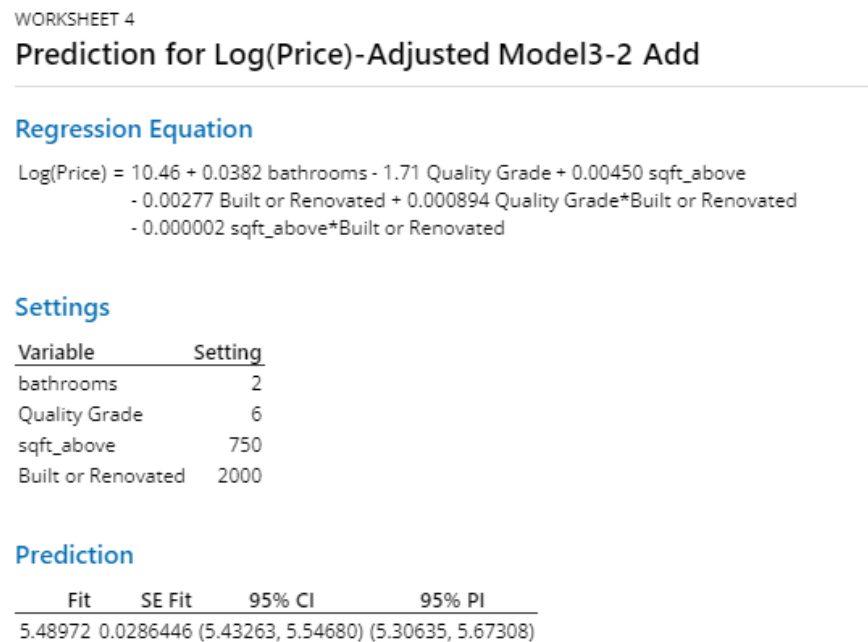 WORKSHEET 4
Prediction for Log(Price)-Adjusted Model3-2 Add
Regression Equation
Log(Price) = 10.46 + 0.0382 bathrooms - 1.71 Quality Grade + 0.00450 sqft_above
- 0.00277 Built or Renovated + 0.000894 Quality Grade*Built or Renovated
- 0.000002 sqft_above*Built or Renovated
Settings
Variable Setting
bathrooms 2
Quality Grade 6
sqft_above 750
Built or Renovated 2000
Prediction
Fit SE Fit 95% CI 95% PI
5.48972 0.0286446 (5.43263, 5.54680) (5.30635, 5.67308)